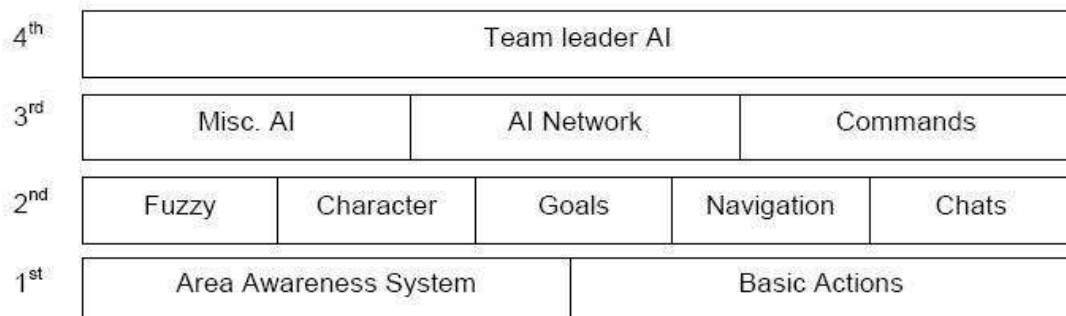 4th Team leader AI
3rd Misc. AI AI Network Commands
2nd Fuzzy Character Goals Navigation Chats
1st Area Awareness System Basic Actions